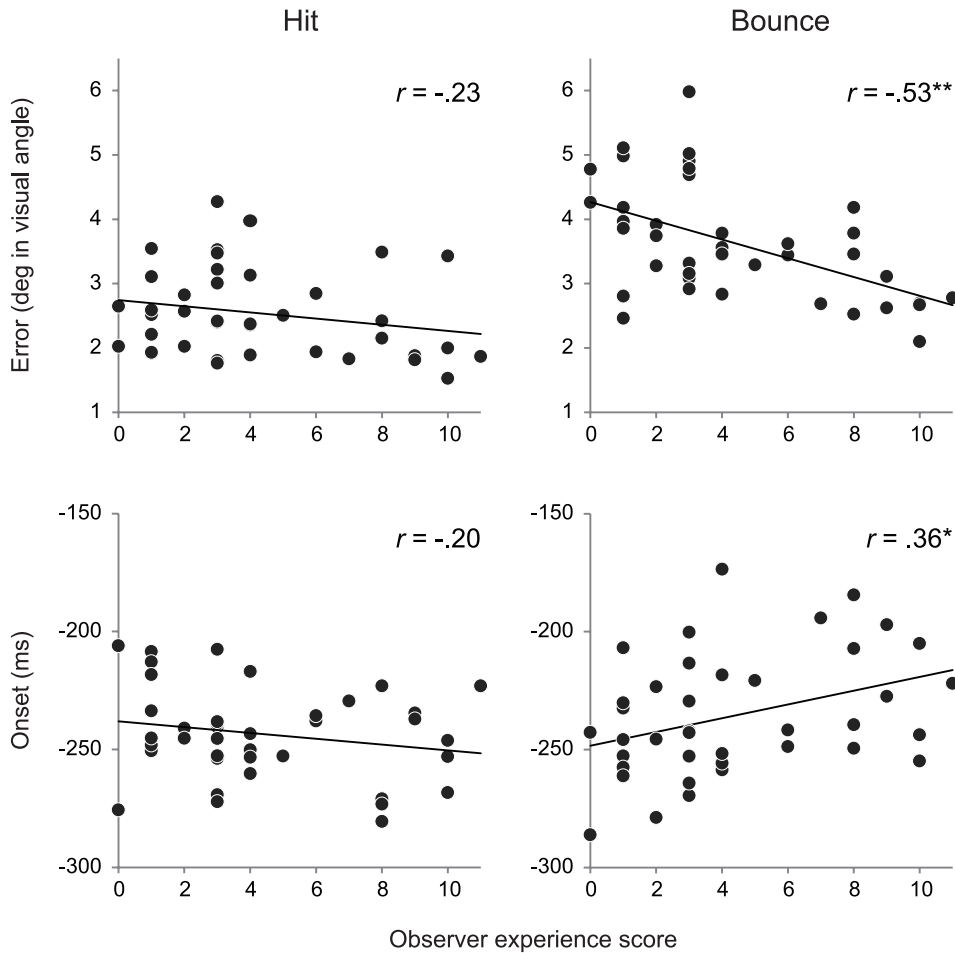 Hit
Bounce
Error (deg in visual angle)
6
5
4
3
2
1
0 2 4 6 8 10
r = -.23
6
5
4
3
2
1
0 2 4 6 8 10
r = -.53**
Onset (ms)
-150
-200
-250
-300
0 2 4 6 8 10
r = -.20
-150
-200
-250
-300
0 2 4 6 8 10
r = .36*
Observer experience score